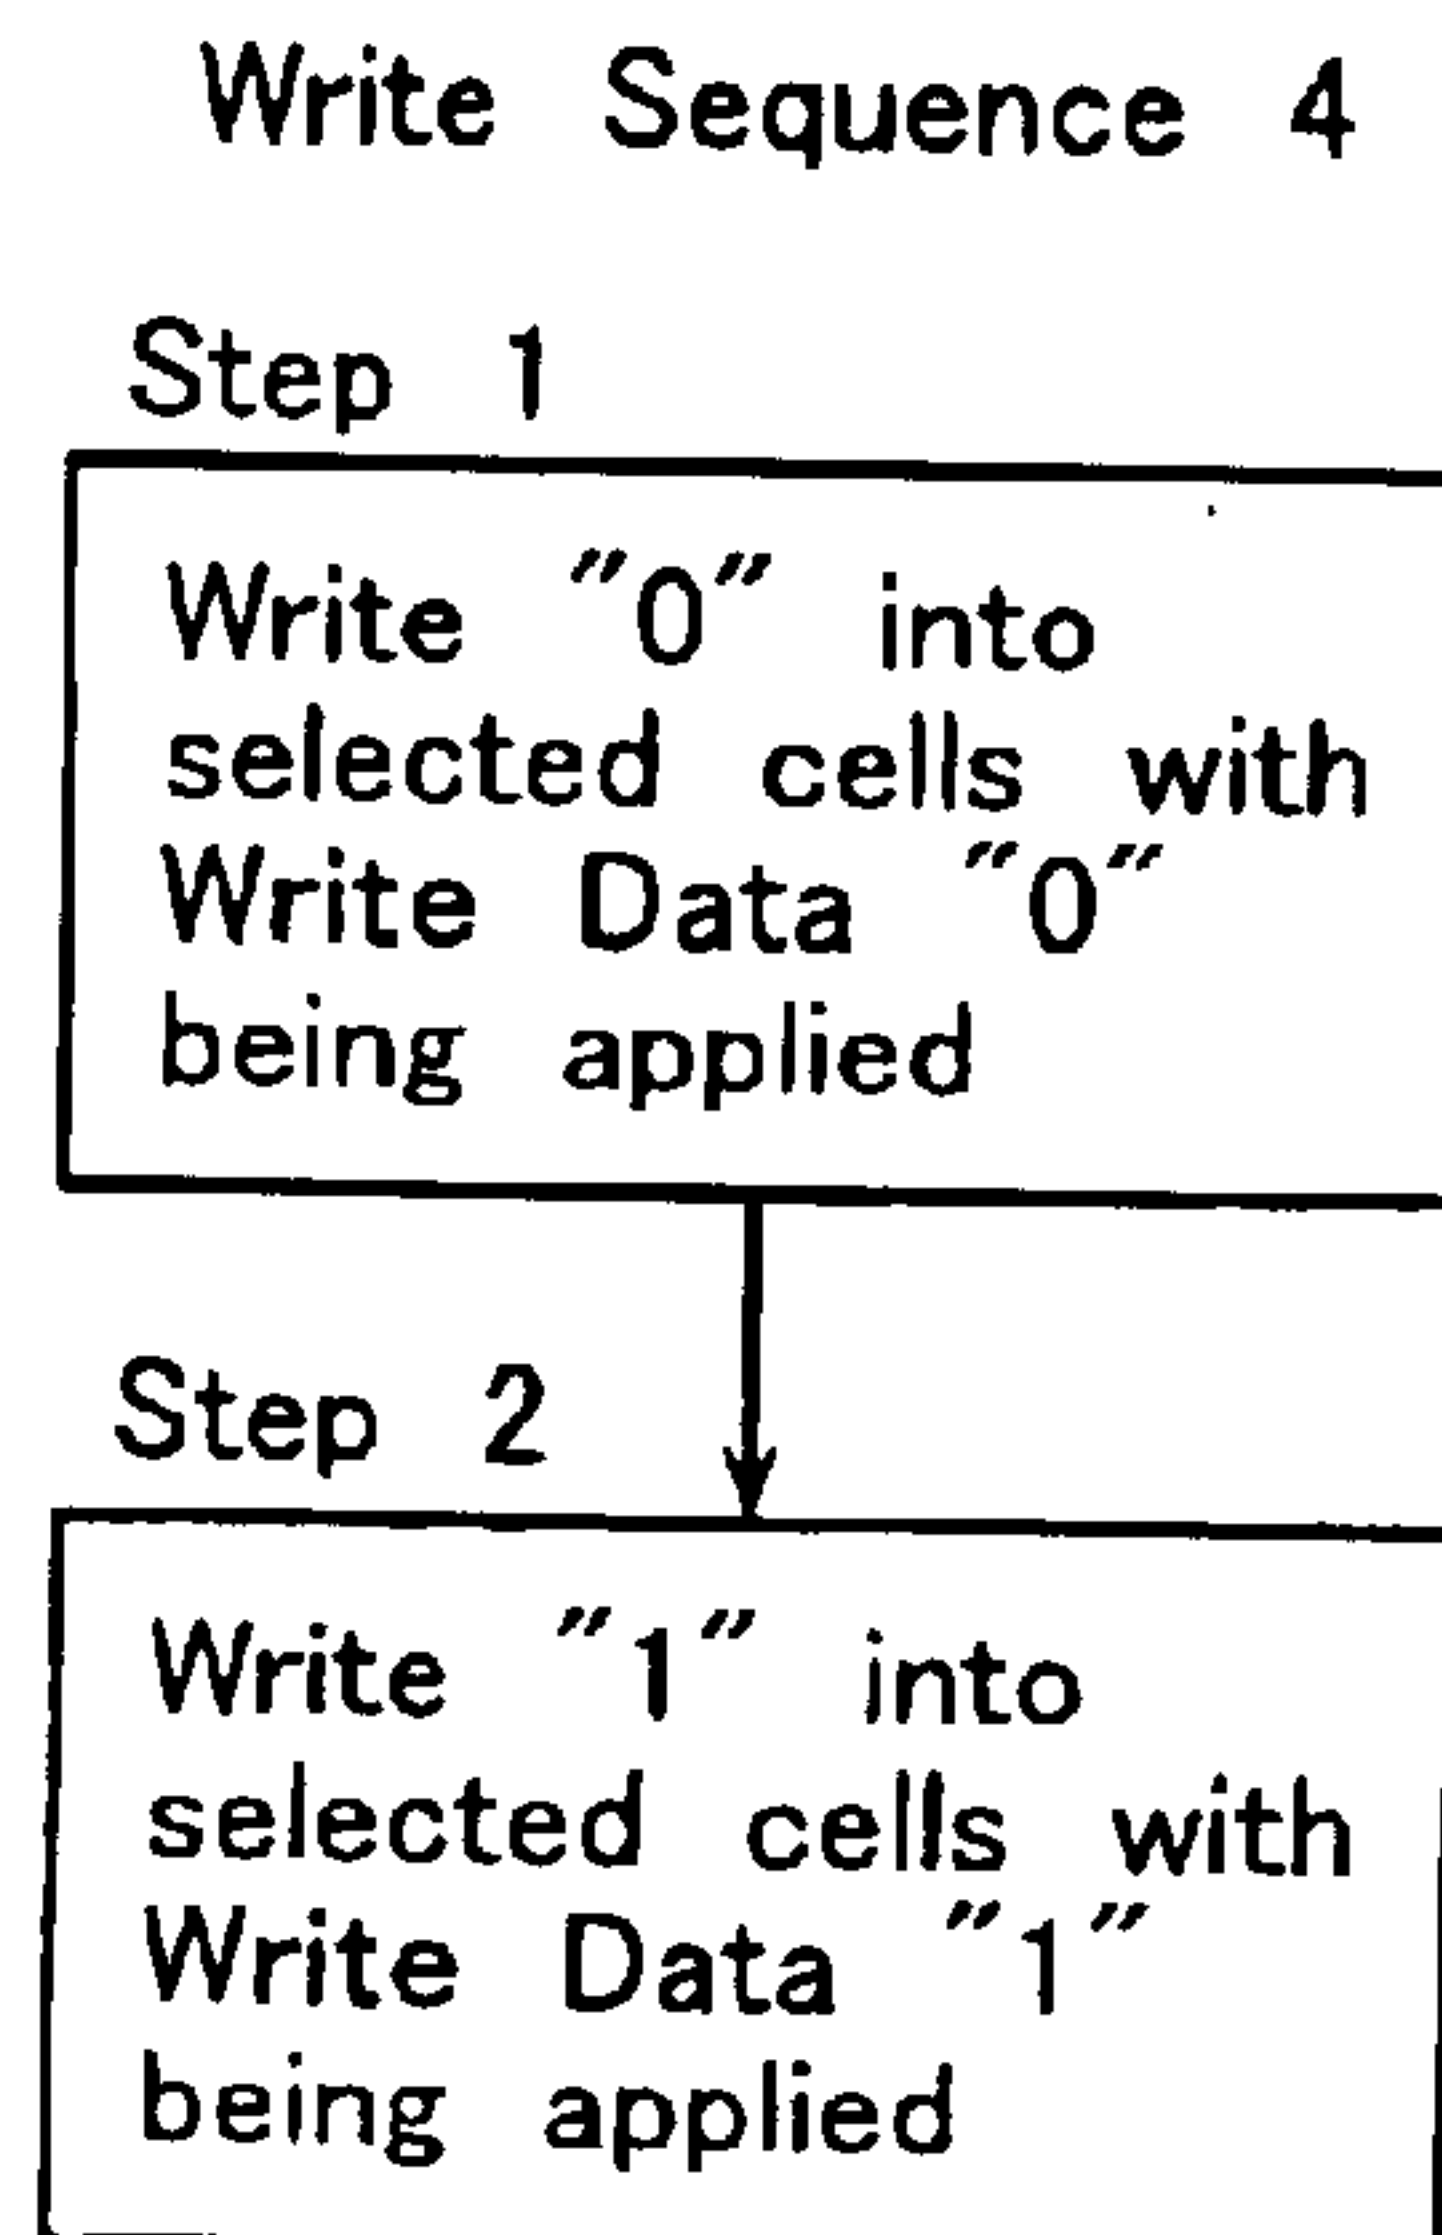 Write Sequence 4
Step 1
Write "0" into
selected cells with
Write Data "0"
being applied
Step 2
Write "1" into
selected cells with
Write Data "1"
being applied